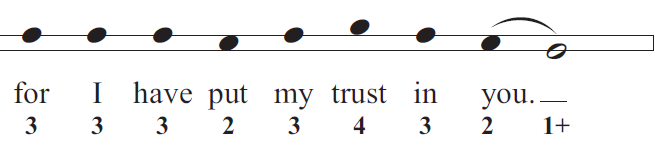 for I have put my trust in you.
3 3 3 2 3 4 3 2 1+